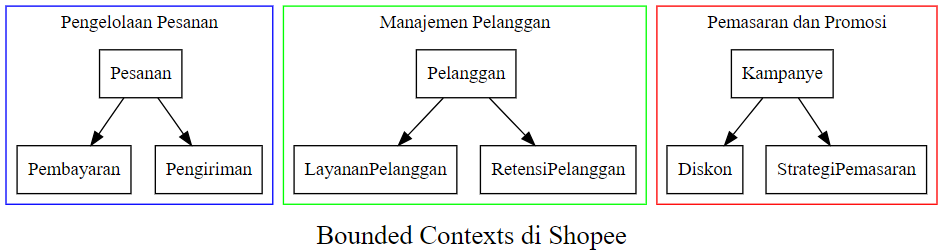 Pengelolaan Pesanan
Pesanan
Pembayaran
Pengiriman
Manajemen Pelanggan
Pelanggan
LayananPelanggan
RetensiPelanggan
Pemasaran dan Promosi
Kampanye
Diskon
StrategiPemasaran
Bounded Contexts di Shopee